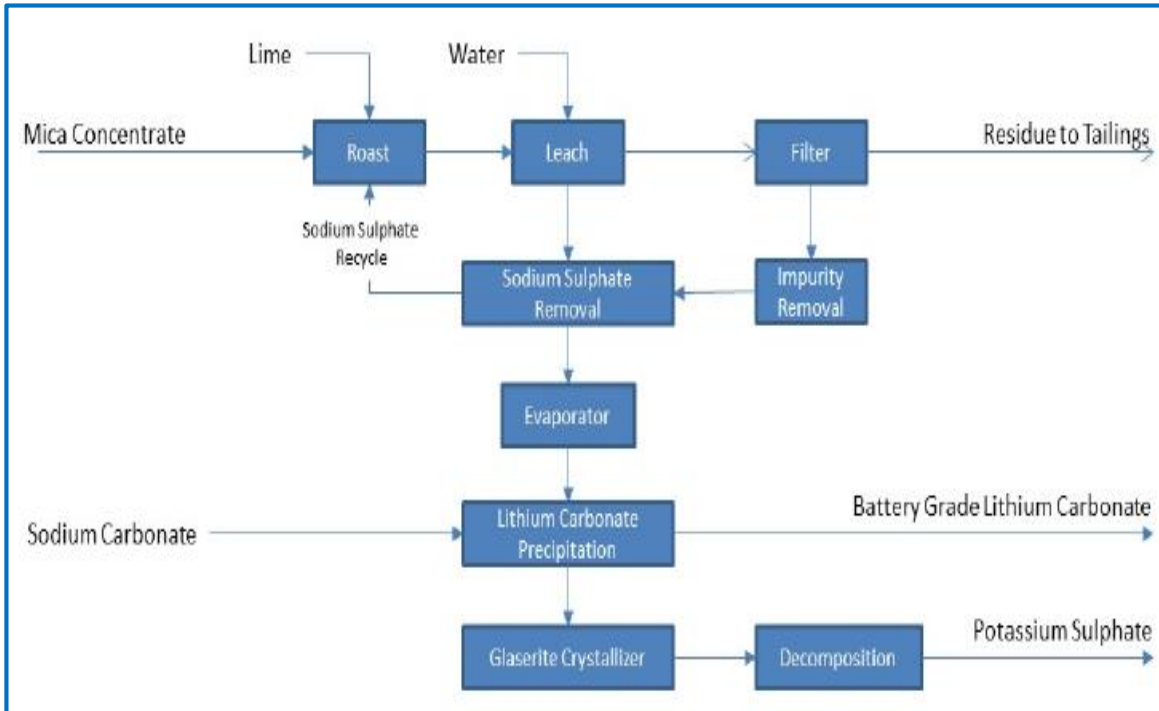 Lime
Water
Mica Concentrate
Roast
Leach
Filter
Residue to Tailings
Sodium Sulphate
Recycle
Sodium Sulphate
Removal
Impurity
Removal
Evaporator
Sodium Carbonate
Lithium Carbonate
Precipitation
Battery Grade Lithium Carbonate
Glaserite Crystallizer
Decomposition
Potassium Sulphate